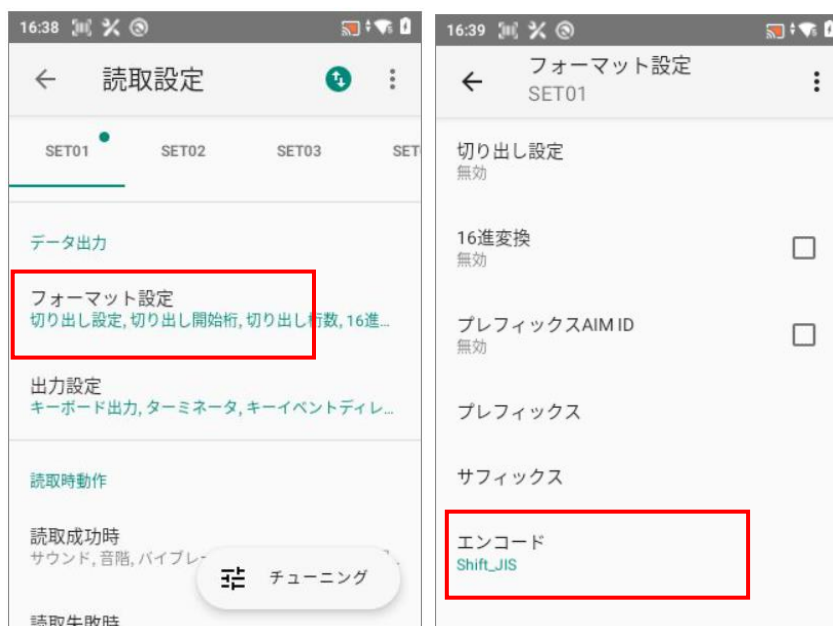 16:38
読取設定
SET01
SET02
SET03
SET
データ出力
フォーマット設定
切り出し設定, 切り出し開始桁, 切り出し桁数, 16進...
出力設定
キーボード出力, ターミネータ, キーイベントディレ...
読取時動作
読取成功時
サウンド, 音階, バイブレー
チューニング
読取失敗時
16:39
フォーマット設定
SET01
切り出し設定
無効
16進変換
無効
プレフィックスAIM ID
無効
プレフィックス
サフィックス
エンコード
Shift_JIS